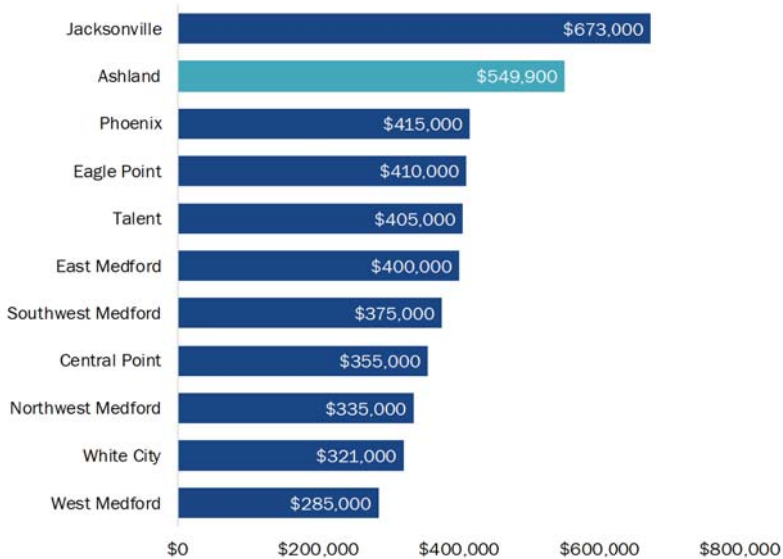 Jacksonville $673,000
Ashland $549,900
Phoenix $415,000
Eagle Point $410,000
Talent $405,000
East Medford $400,000
Southwest Medford $375,000
Central Point $355,000
Northwest Medford $335,000
White City $321,000
West Medford $285,000
$0 $200,000 $400,000 $600,000 $800,000